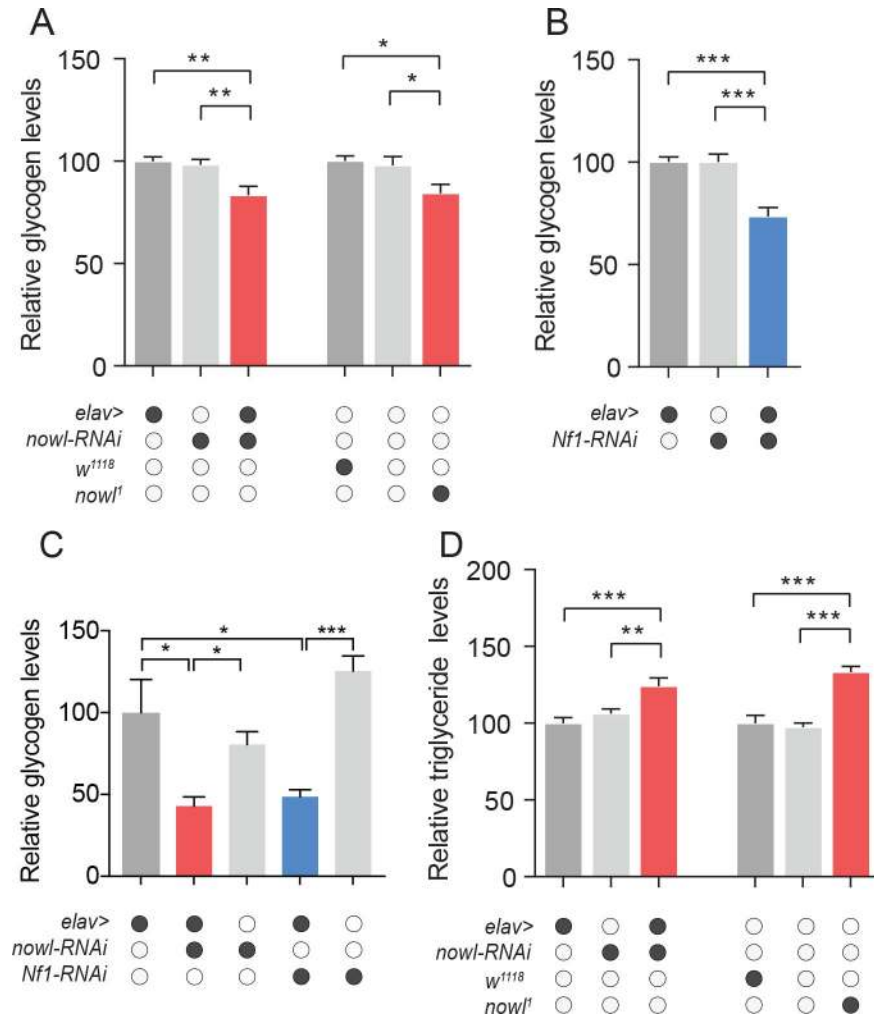 A
Relative glycogen levels
150
100
50
0
**
**
*
*
elav>
nowl-RNAi
w1118
nowl1
B
Relative glycogen levels
150
100
50
0
***
***
elav>
Nf1-RNAi
C
Relative glycogen levels
150
100
50
0
*
***
*
*
elav>
nowl-RNAi
Nf1-RNAi
D
Relative triglyceride levels
200
150
100
50
0
***
**
***
***
elav>
nowl-RNAi
w1118
nowl1